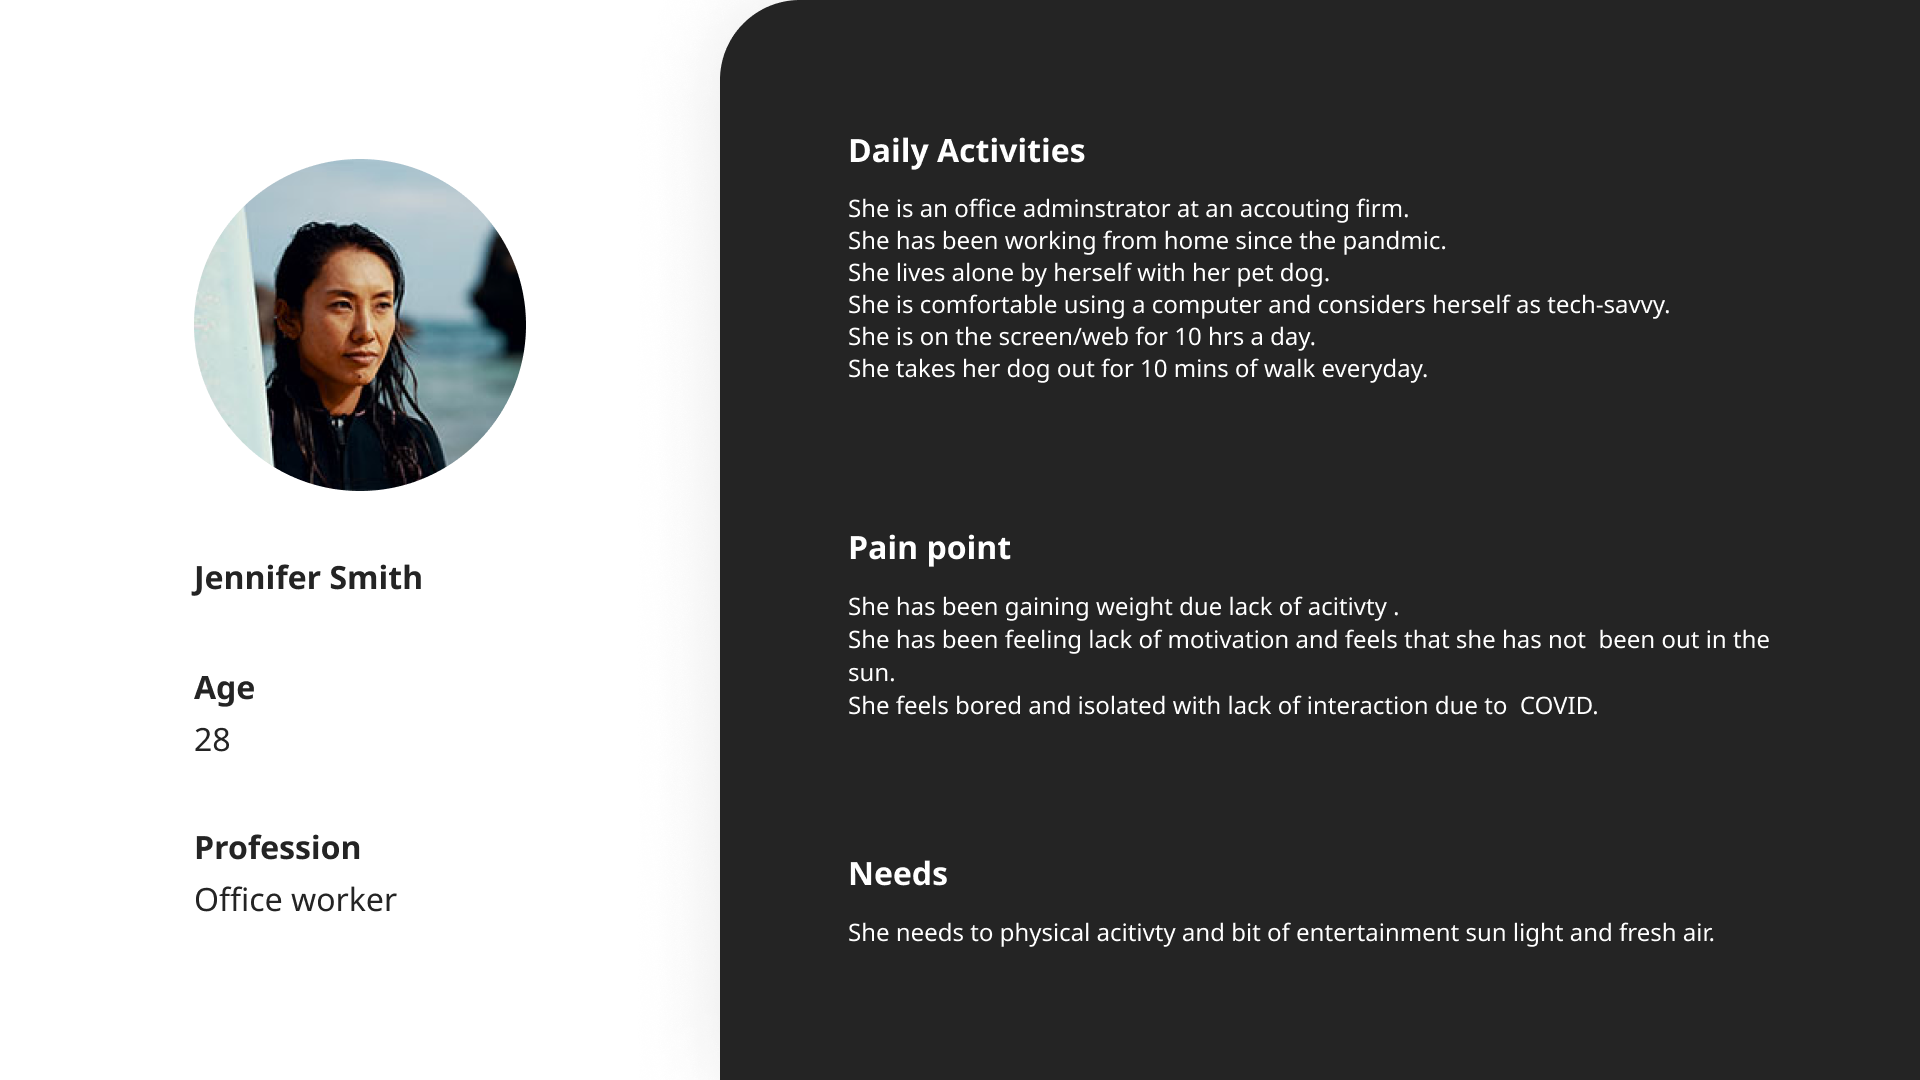 Jennifer Smith
Age
28
Profession
Office worker
Daily Activities
She is an office adminstrator at an accouting firm.
She has been working from home since the pandmic.
She lives alone by herself with her pet dog.
She is comfortable using a computer and considers herself as tech-savvy.
She is on the screen/web for 10 hrs a day.
She takes her dog out for 10 mins of walk everyday.
Pain point
She has been gaining weight due lack of acitivty .
She has been feeling lack of motivation and feels that she has not  been out in the
sun.
She feels bored and isolated with lack of interaction due to  COVID.
Needs
She needs to physical acitivty and bit of entertainment sun light and fresh air.